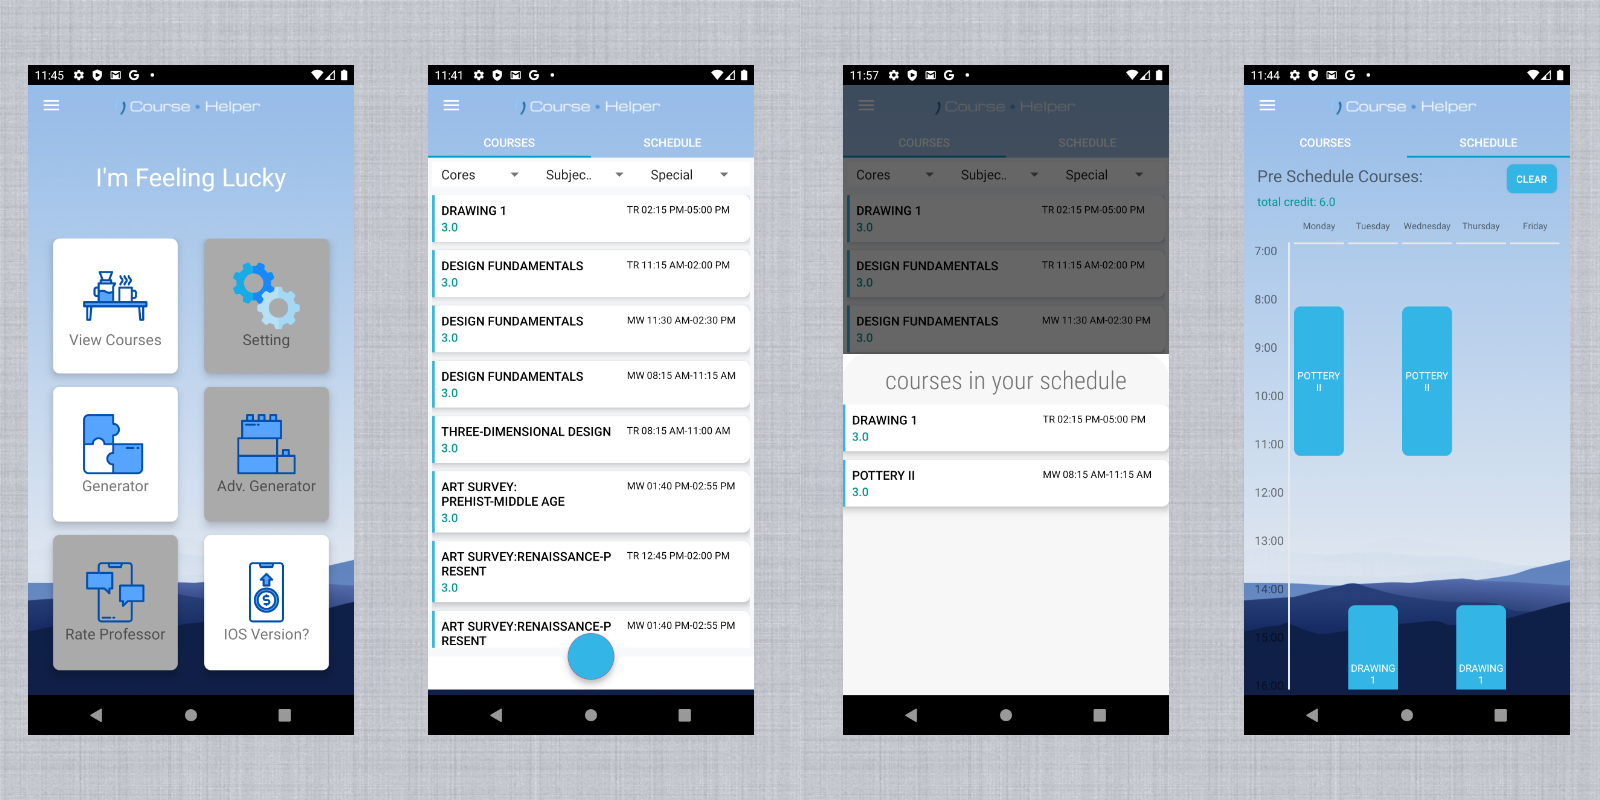 11:45
Course • Helper
I'm Feeling Lucky
View Courses
Setting
Generator
Adv. Generator
Rate Professor
IOS Version?
11:41
Course • Helper
COURSES SCHEDULE
Cores Subjec.. Special
DRAWING 1 TR 02:15 PM-05:00 PM
3.0
DESIGN FUNDAMENTALS TR 11:15 AM-02:00 PM
3.0
DESIGN FUNDAMENTALS MW 11:30 AM-02:30 PM
3.0
DESIGN FUNDAMENTALS MW 08:15 AM-11:15 AM
3.0
THREE-DIMENSIONAL DESIGN TR 08:15 AM-11:00 AM
3.0
ART SURVEY: MW 01:40 PM-02:55 PM
PREHIST-MIDDLE AGE
3.0
ART SURVEY:RENAISSANCE-P TR 12:45 PM-02:00 PM
RESENT
3.0
ART SURVEY:RENAISSANCE-P MW 01:40 PM-02:55 PM
RESENT
11:57
Course • Helper
COURSES SCHEDULE
Cores Subjec.. Special
DRAWING 1 TR 02:15 PM-05:00 PM
3.0
DESIGN FUNDAMENTALS TR 11:15 AM-02:00 PM
3.0
DESIGN FUNDAMENTALS MW 11:30 AM-02:30 PM
3.0
courses in your schedule
DRAWING 1 TR 02:15 PM-05:00 PM
3.0
POTTERY II MW 08:15 AM-11:15 AM
3.0
11:44
Course • Helper
COURSES SCHEDULE
Pre Schedule Courses: CLEAR
total credit: 6.0
Monday Tuesday Wednesday Thursday Friday
7:00
8:00
9:00
POTTERY POTTERY
II II
10:00
11:00
12:00
13:00
14:00
15:00
DRAWING DRAWING
1 1
16:00